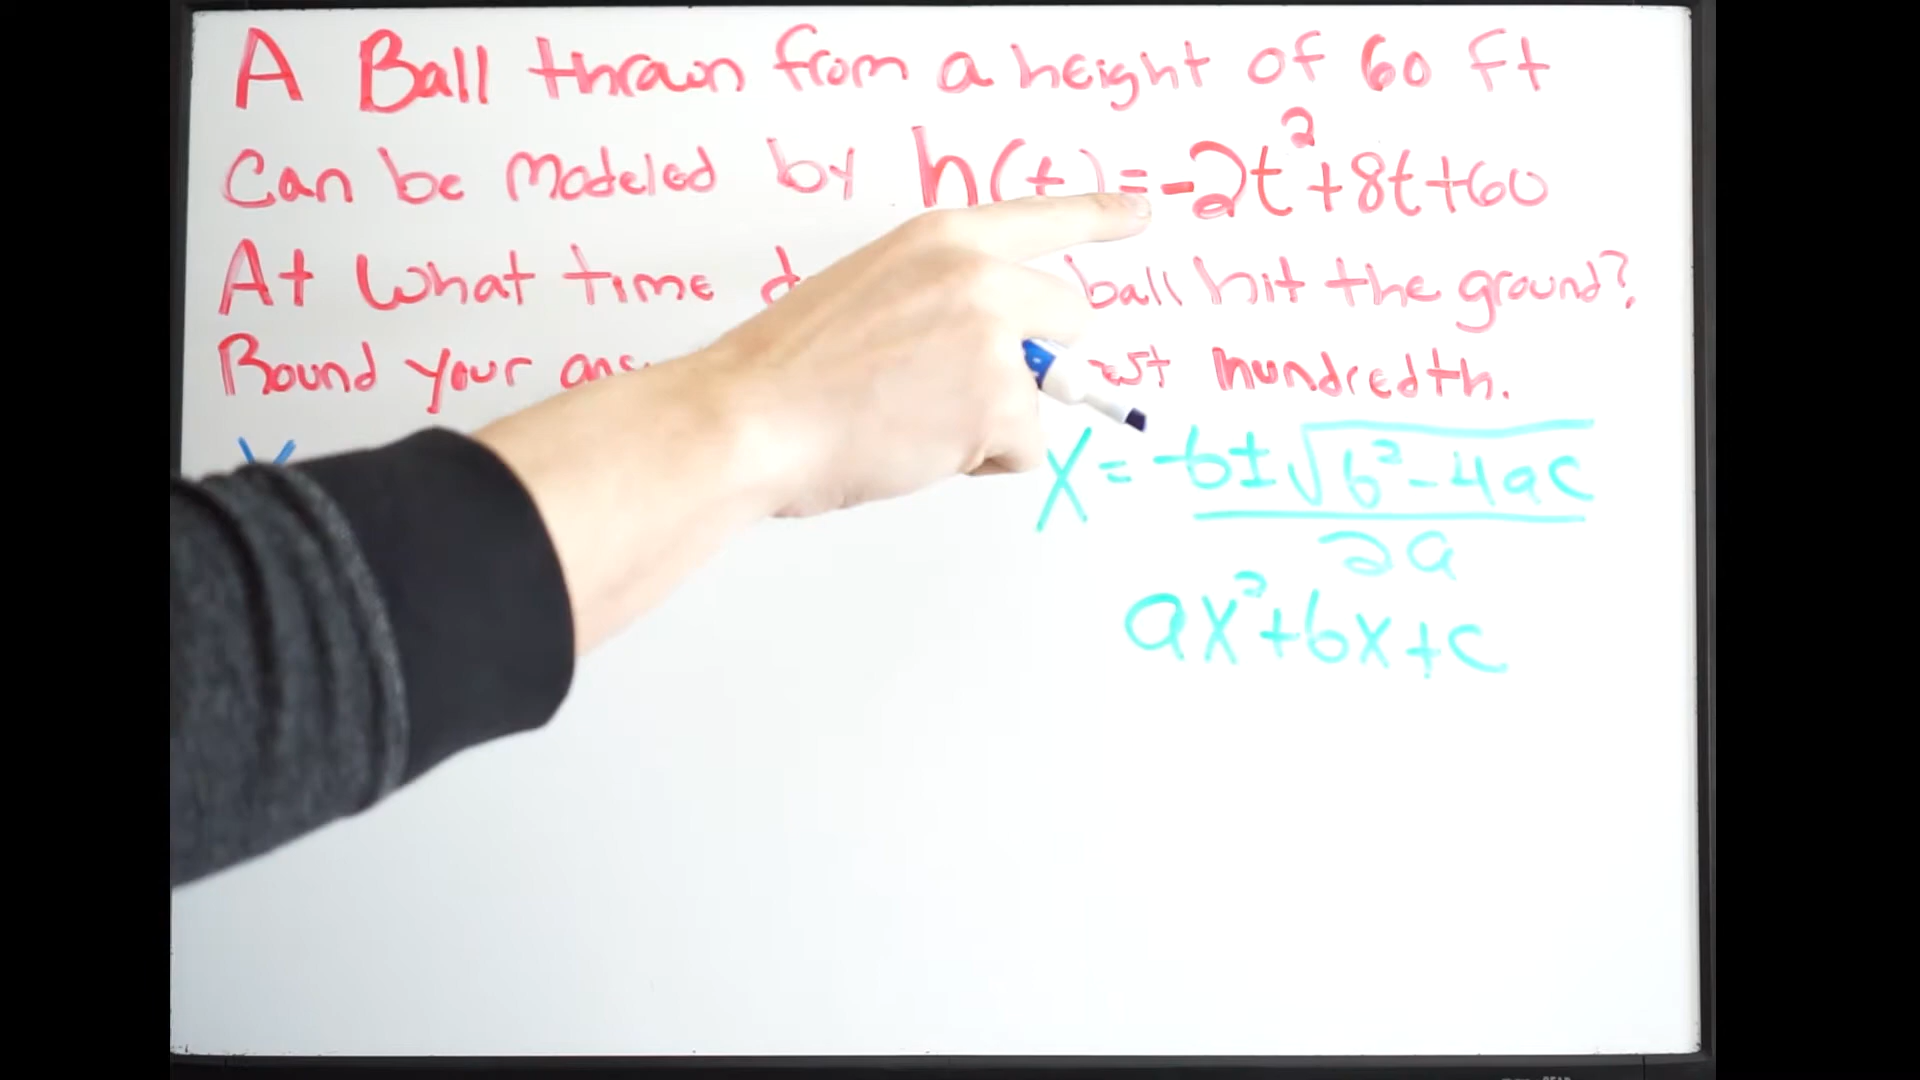 A Ball thrown from a height of 60 ft
Can be Modeled by h(t)=-2t²+8t+60
At what time ball hit the ground?
Round your hundredth.
X
X = -b±√b²-4ac
2a
ax²+bx+c